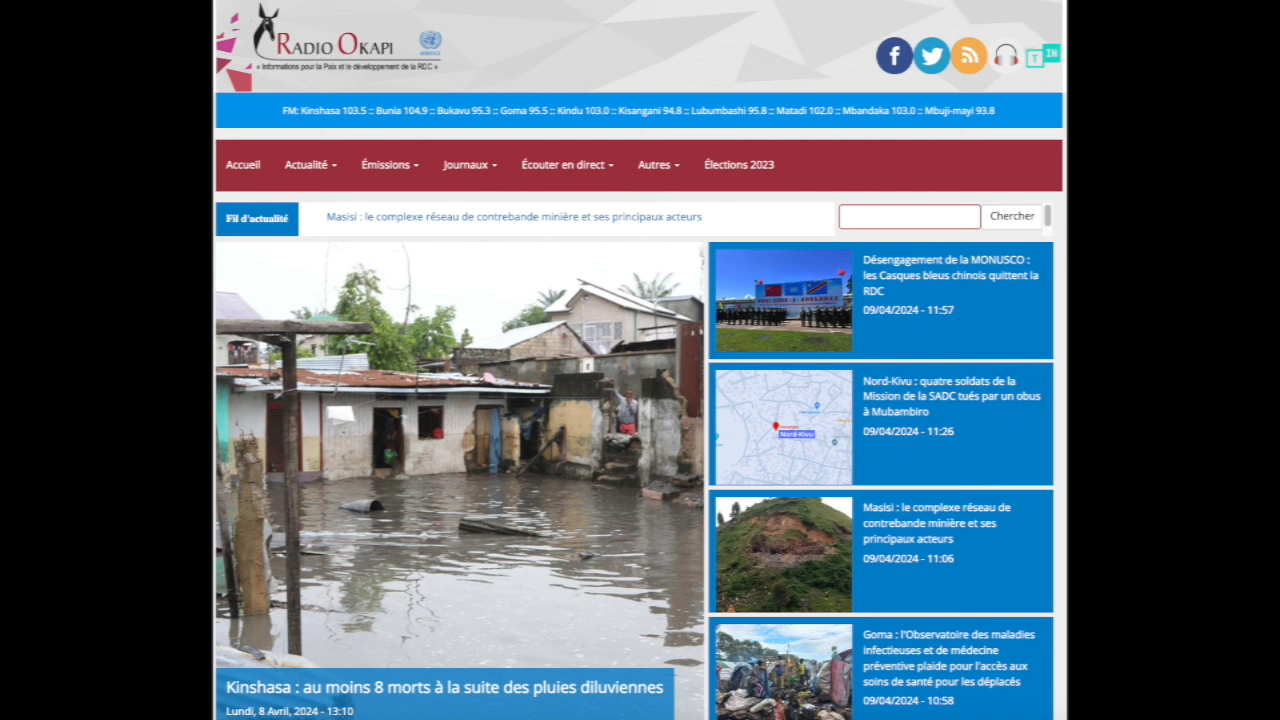 RADIO OKAPI
« Informations pour la Paix et le développement de la RDC »
f
T IN
FM: Kinshasa 103.5 :: Bunia 104.9 :: Bukavu 95.3 :: Goma 95.5 :: Kindu 103.0 :: Kisangani 94.8 :: Lubumbashi 95.8 :: Matadi 102.0 :: Mbandaka 103.0 :: Mbuji-mayi 93.8
Accueil Actualité Émissions Journaux Écouter en direct Autres Élections 2023
Fil d'actualité Masisi : le complexe réseau de contrebande minière et ses principaux acteurs Chercher
Kinshasa : au moins 8 morts à la suite des pluies diluviennes
Lundi, 8 Avril, 2024 - 13:10
Désengagement de la MONUSCO :
les Casques bleus chinois quittent la
RDC
09/04/2024 - 11:57
Nord-Kivu
Nord-Kivu : quatre soldats de la
Mission de la SADC tués par un obus
à Mubambiro
09/04/2024 - 11:26
Masisi : le complexe réseau de
contrebande minière et ses
principaux acteurs
09/04/2024 - 11:06
Goma : l'Observatoire des maladies
infectieuses et de médecine
préventive plaide pour l'accès aux
soins de santé pour les déplacés
09/04/2024 - 10:58